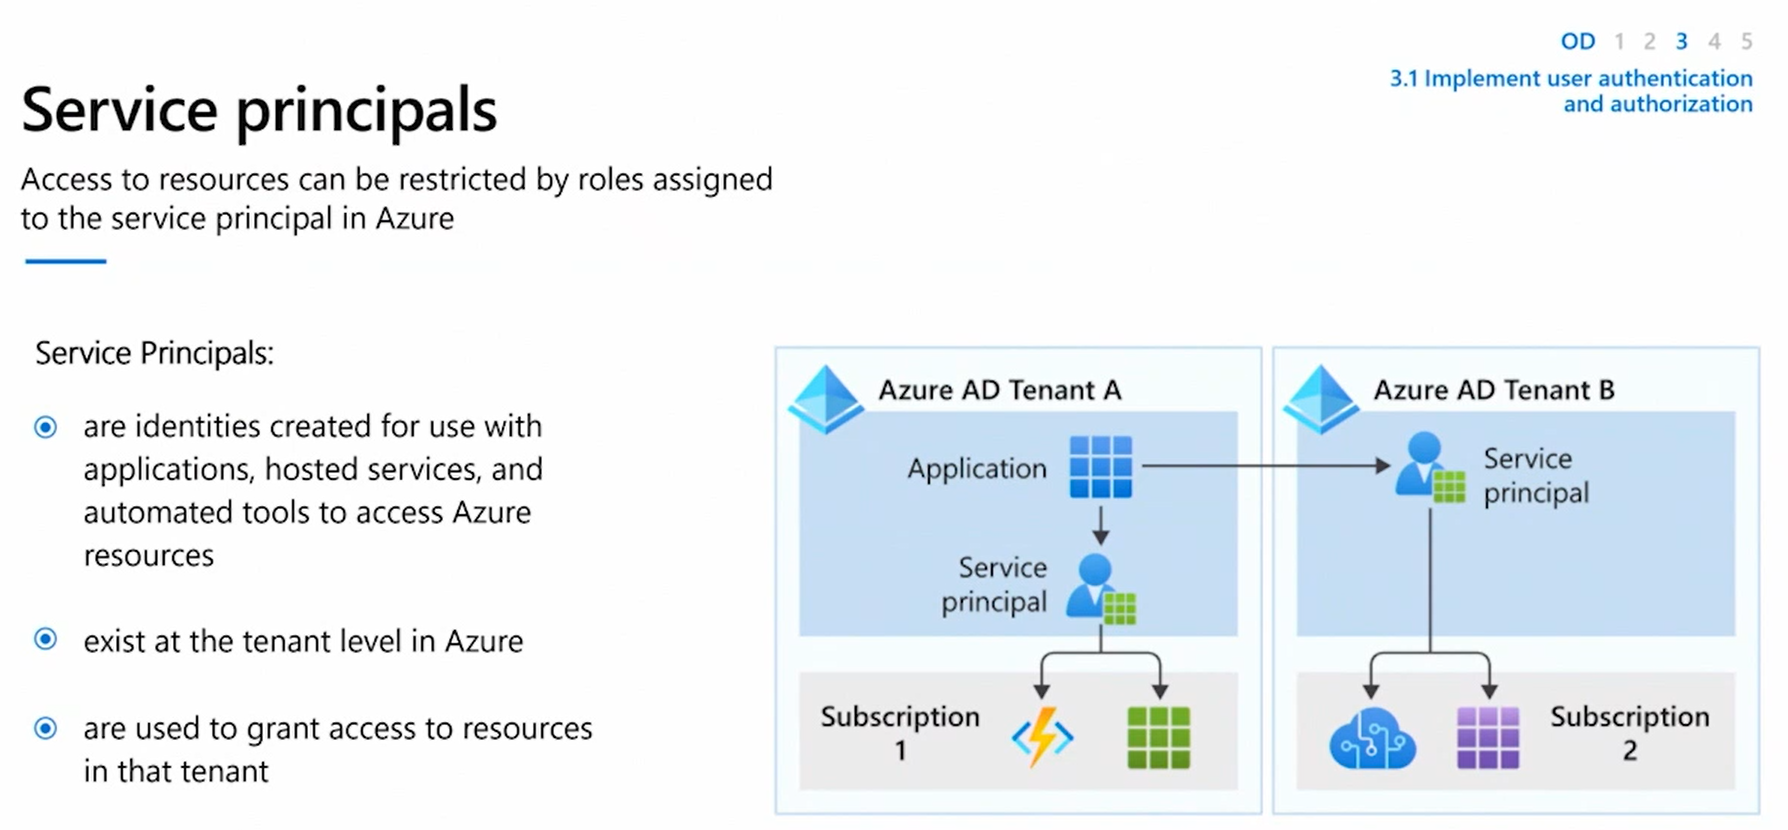 OD 1 2 3 4 5
3.1 Implement user authentication
and authorization
Service principals
Access to resources can be restricted by roles assigned
to the service principal in Azure
Service Principals:
are identities created for use with
applications, hosted services, and
automated tools to access Azure
resources
exist at the tenant level in Azure
are used to grant access to resources
in that tenant
Azure AD Tenant A
Application
Service
principal
Subscription
1
Azure AD Tenant B
Service
principal
Subscription
2